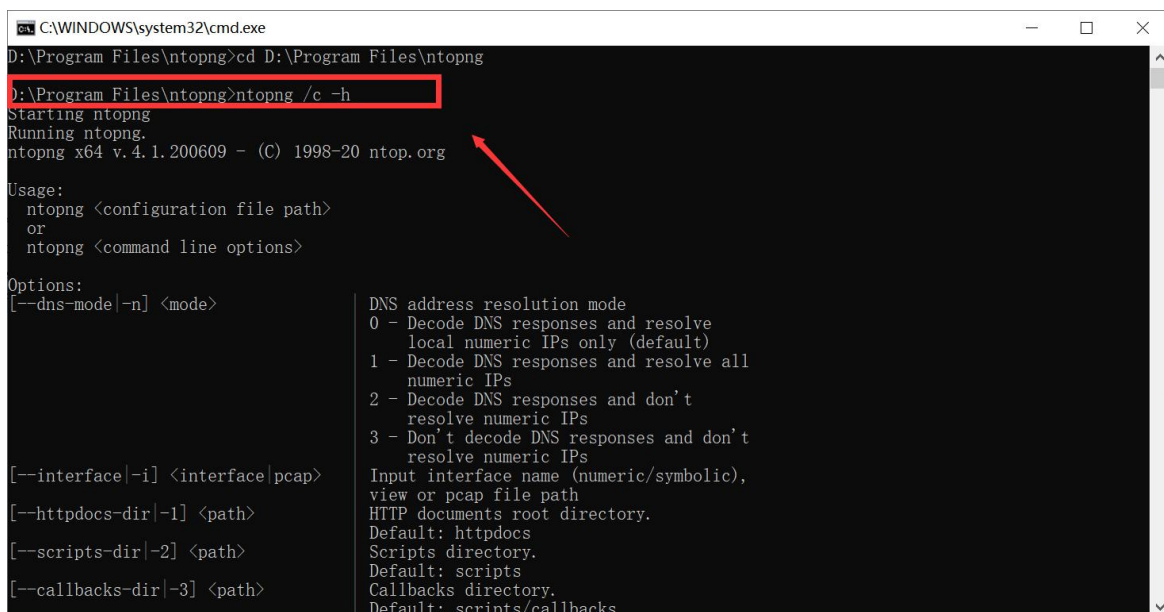 C:\WINDOWS\system32\cmd.exe
D:\Program Files\ntopng>cd D:\Program Files\ntopng
D:\Program Files\ntopng>ntopng /c -h
Starting ntopng
Running ntopng.
ntopng x64 v.4.1.200609 - (C) 1998-20 ntop.org
Usage:
ntopng <configuration file path>
or
ntopng <command line options>
Options:
[--dns-mode|-n] <mode> | DNS address resolution mode
| 0 - Decode DNS responses and resolve
| local numeric IPs only (default)
| 1 - Decode DNS responses and resolve all
| numeric IPs
| 2 - Decode DNS responses and don't
| resolve numeric IPs
| 3 - Don't decode DNS responses and don't
| resolve numeric IPs
[--interface|-i] <interface|pcap> | Input interface name (numeric/symbolic),
| view or pcap file path
[--httpdocs-dir|-1] <path> | HTTP documents root directory.
| Default: httpdocs
[--scripts-dir|-2] <path> | Scripts directory.
| Default: scripts
[--callbacks-dir|-3] <path> | Callbacks directory.
| Default: scripts/callbacks